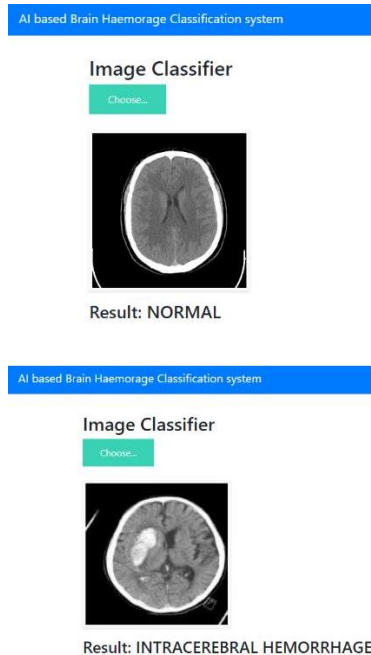 AI based Brain Haemorage Classification system
Image Classifier
Choose...
Result: NORMAL
AI based Brain Haemorage Classification system
Image Classifier
Choose...
Result: INTRACEREBRAL HEMORRHAGE